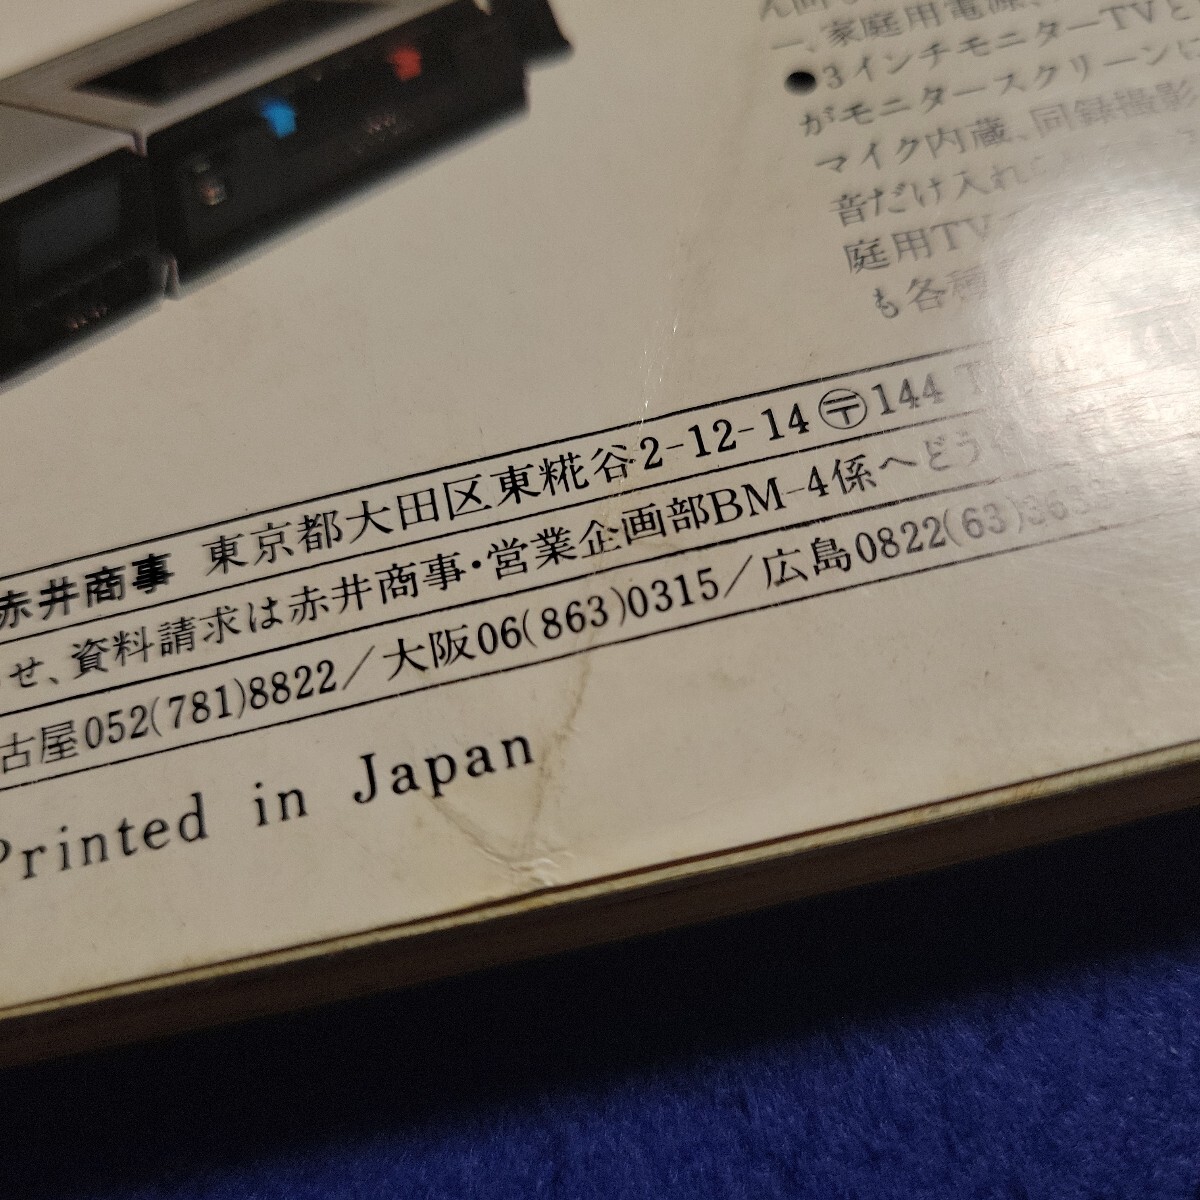 一、家庭用電源、
●3インチモニターTVと
がモニタースクリーンに
マイク内蔵、同録撮影
音だけ入れ
庭用TV
も各種
赤井商事 東京都大田区東糀谷2-12-14 〒144
せ、資料請求は赤井商事・営業企画部BM-4係へどう
古屋052(781)8822/大阪06(863)0315/広島0822(63)363
Printed in Japan